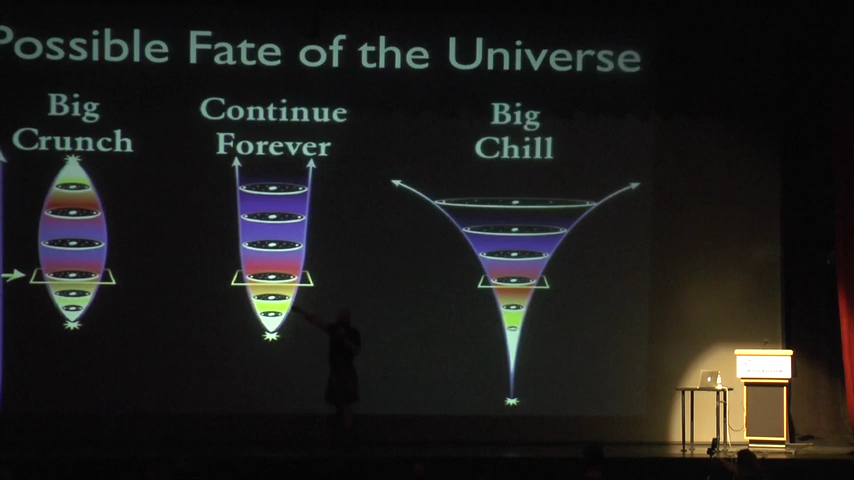 Possible Fate of the Universe
Big
Crunch
Continue
Forever
Big
Chill